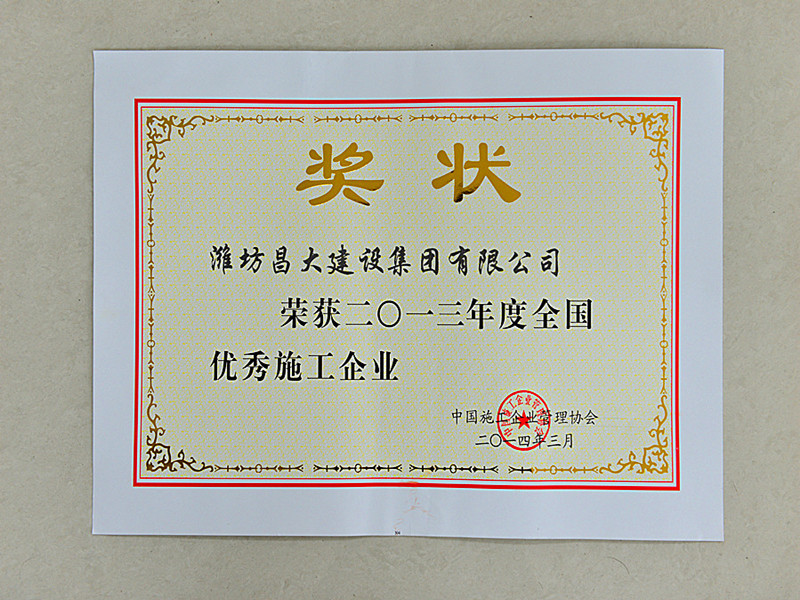 奖状
潍坊昌大建设集团有限公司
荣获二〇一三年度全国
优秀施工企业
中国施工企业管理协会
二〇一四年三月